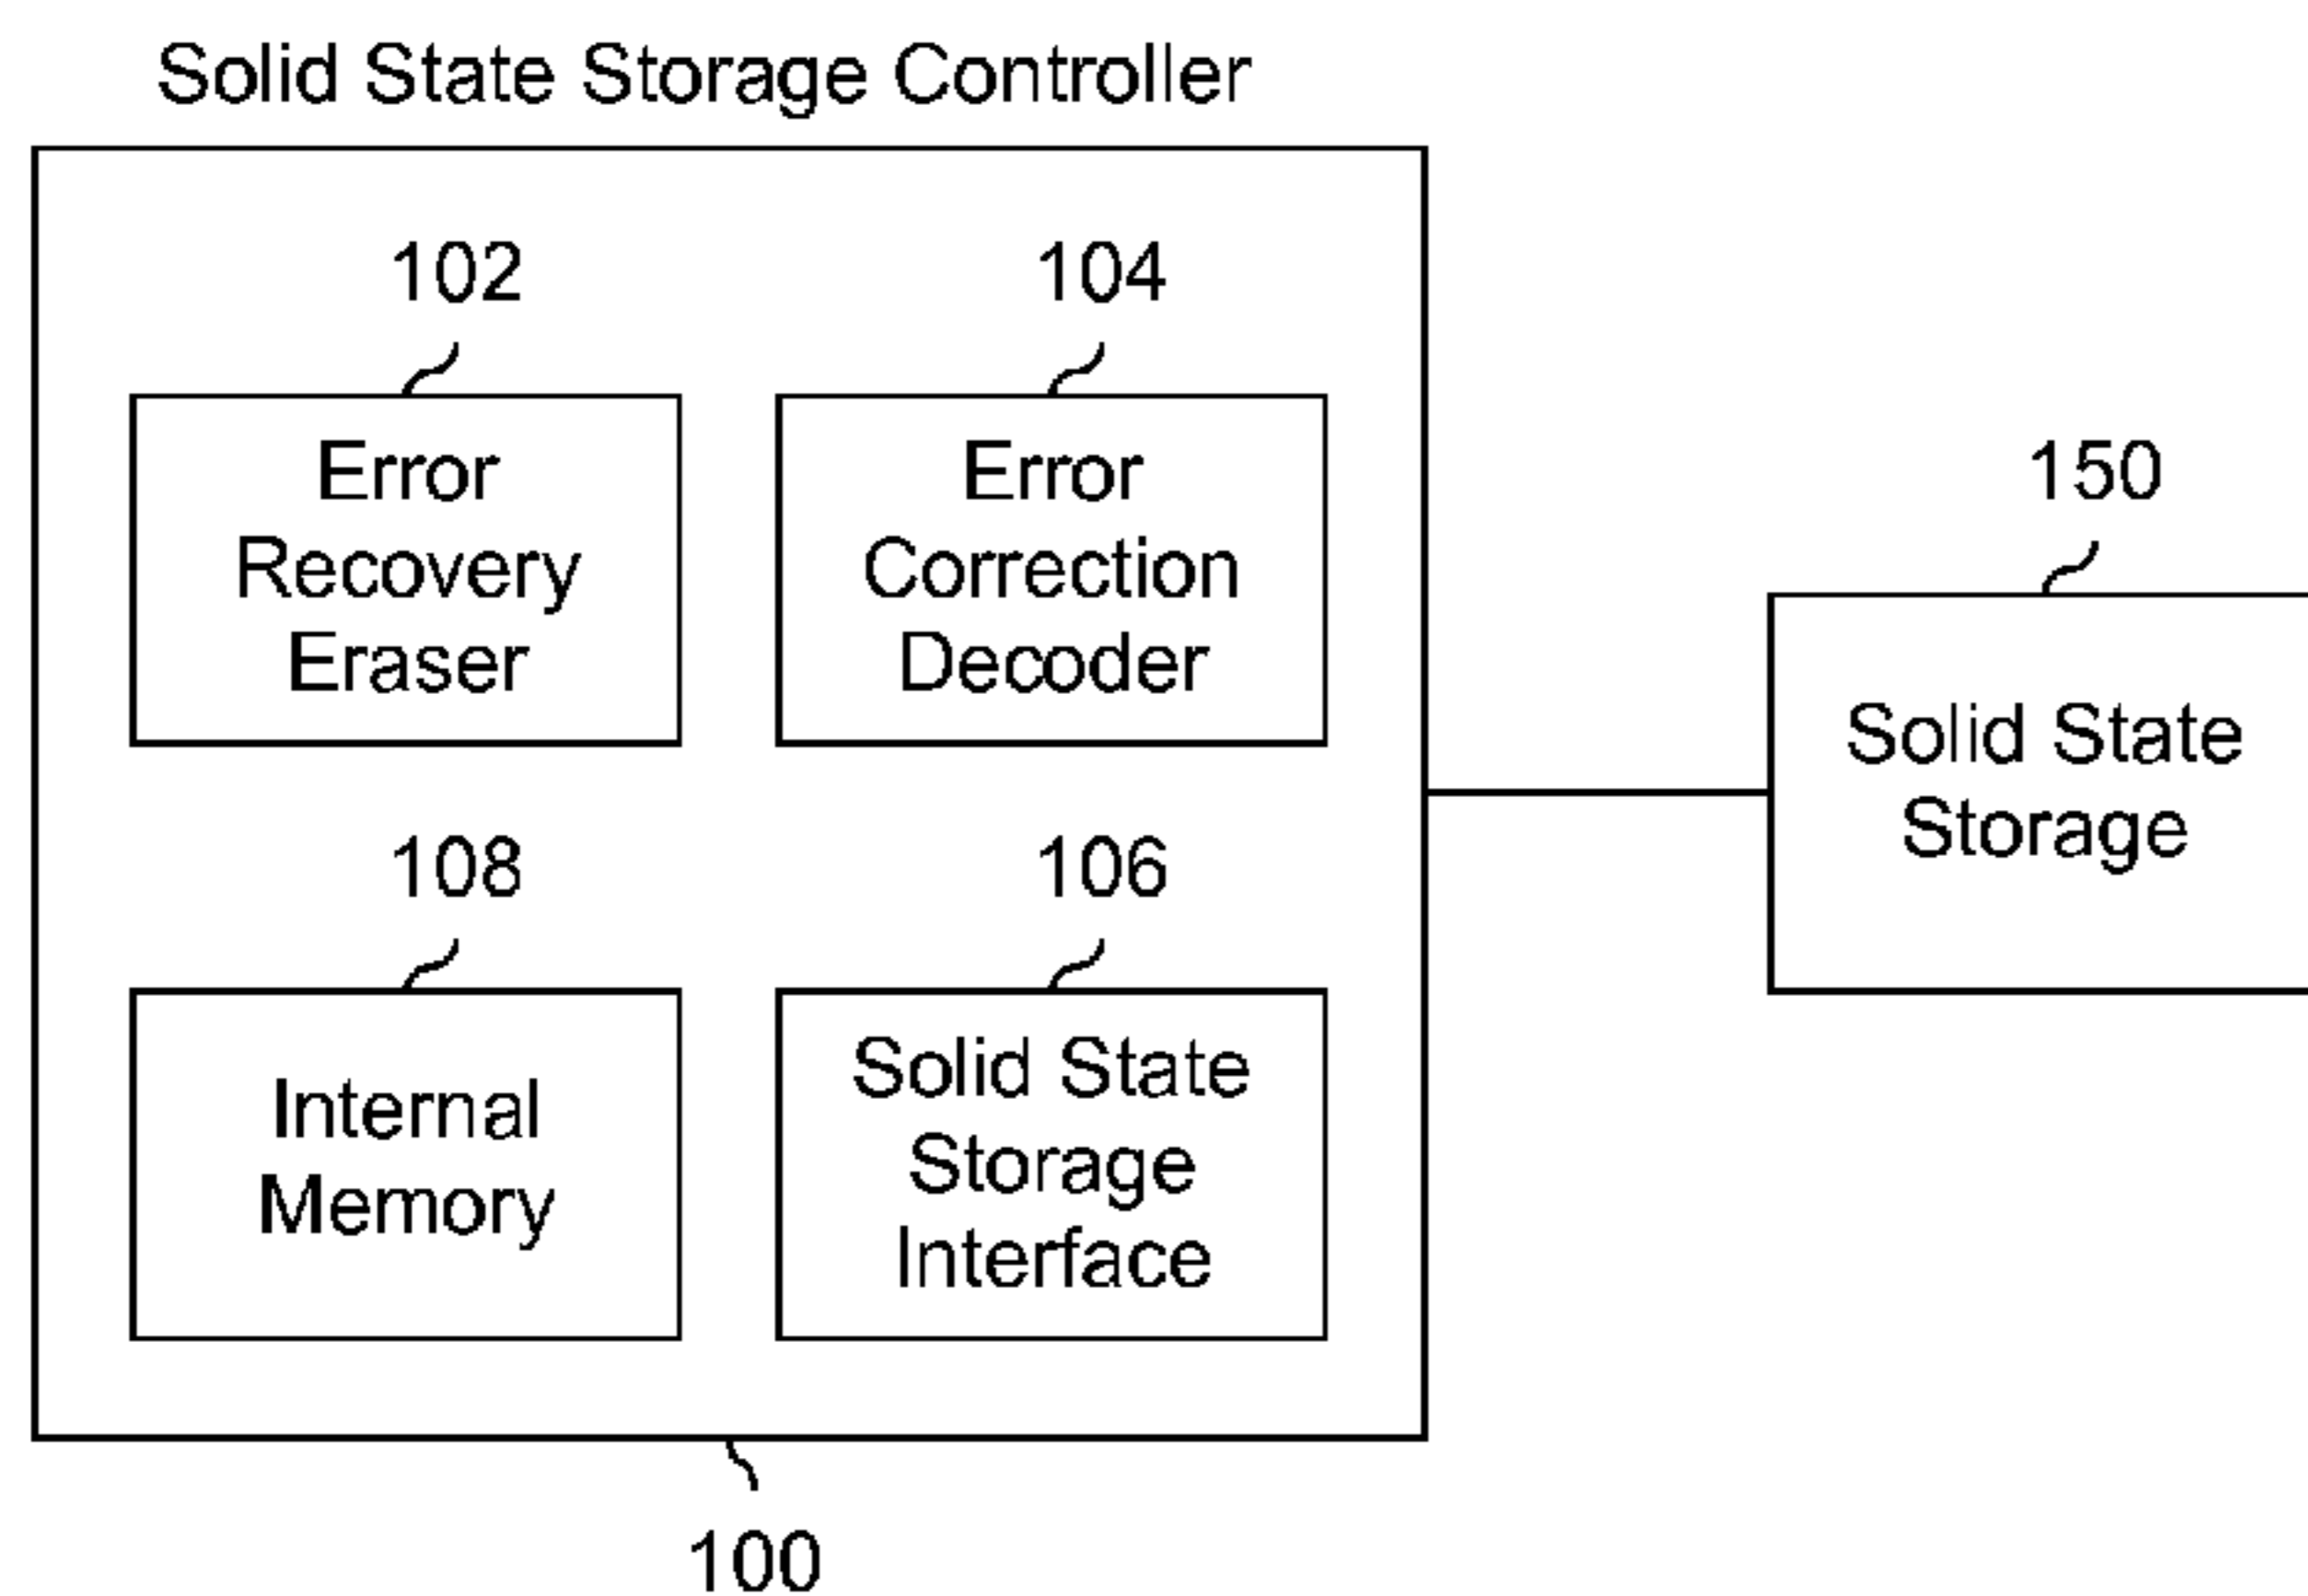 Solid State Storage Controller
102
104
Error
Recovery
Eraser
Error
Correction
Decoder
150
Solid State
Storage
108
106
Internal
Memory
Solid State
Storage
Interface
100